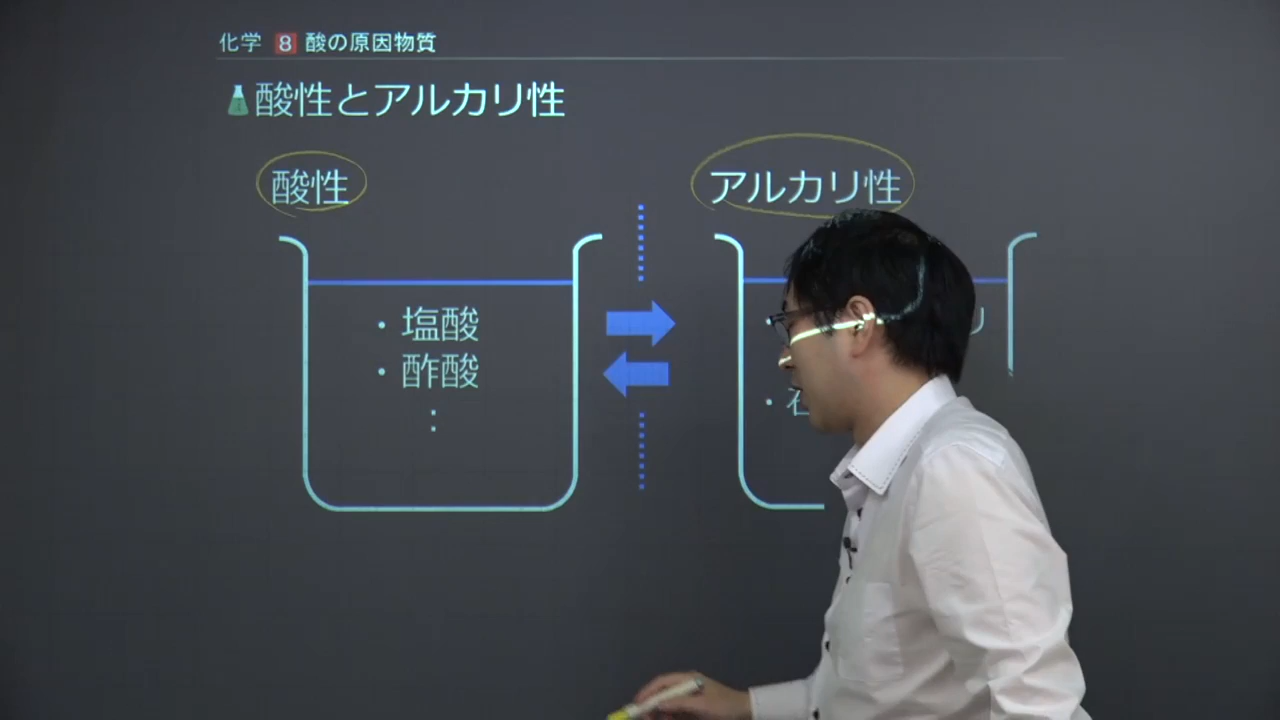 化学 8 酸の原因物質
酸性とアルカリ性
酸性
アルカリ性
・塩酸
・酢酸
：